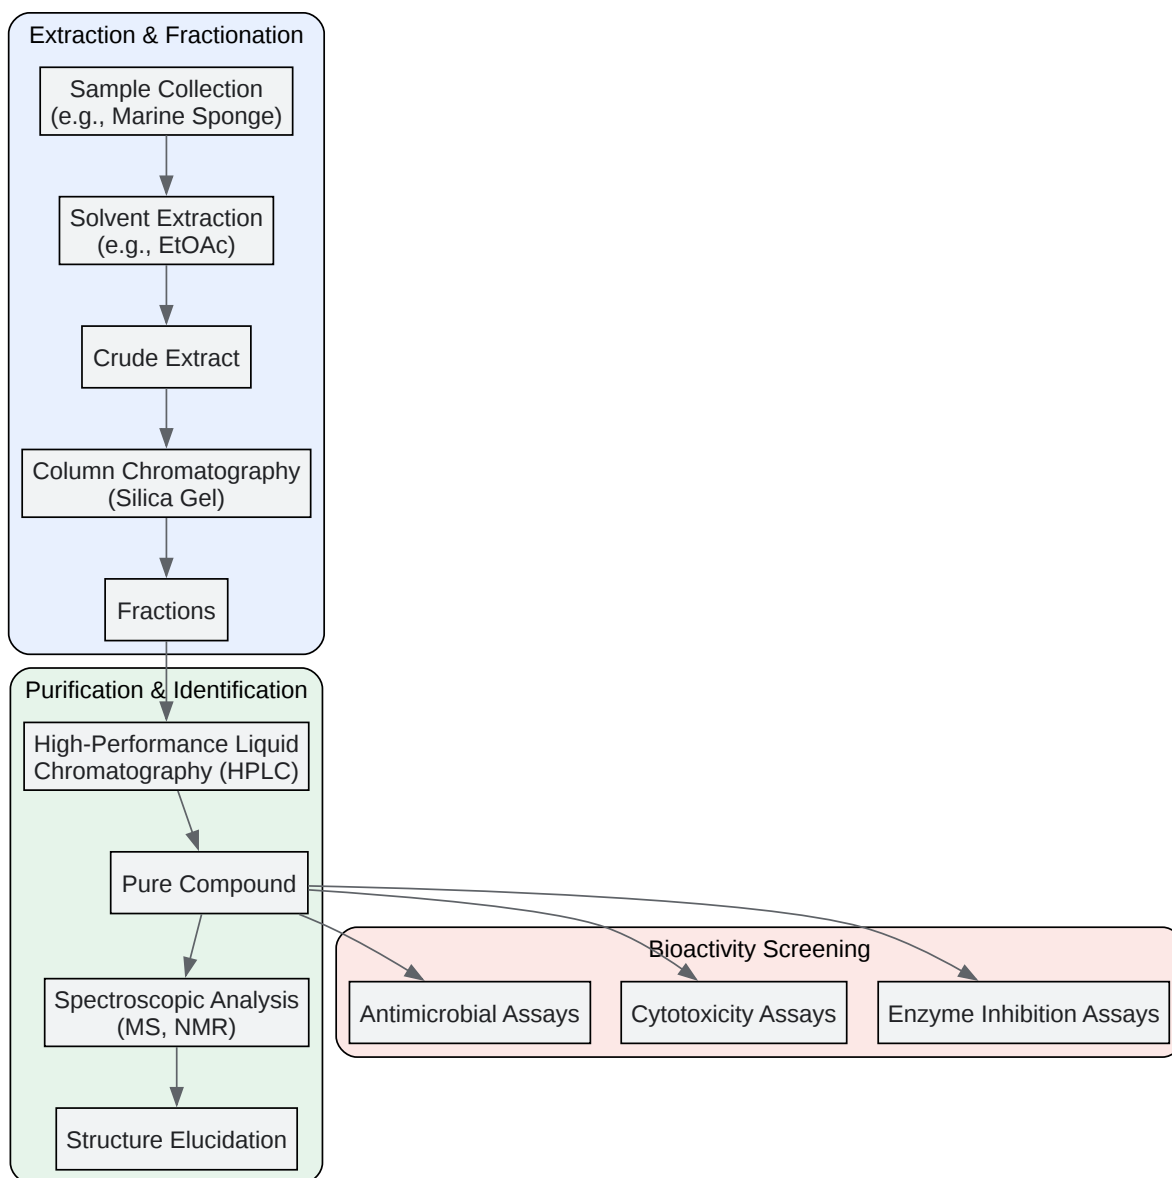 Extraction & Fractionation
Sample Collection
(e.g., Marine Sponge)
Solvent Extraction
(e.g., EtOAc)
Crude Extract
Column Chromatography
(Silica Gel)
Fractions
Purification & Identification
High-Performance Liquid
Chromatography (HPLC)
Pure Compound
Spectroscopic Analysis
(MS, NMR)
Structure Elucidation
Bioactivity Screening
Antimicrobial Assays
Cytotoxicity Assays
Enzyme Inhibition Assays